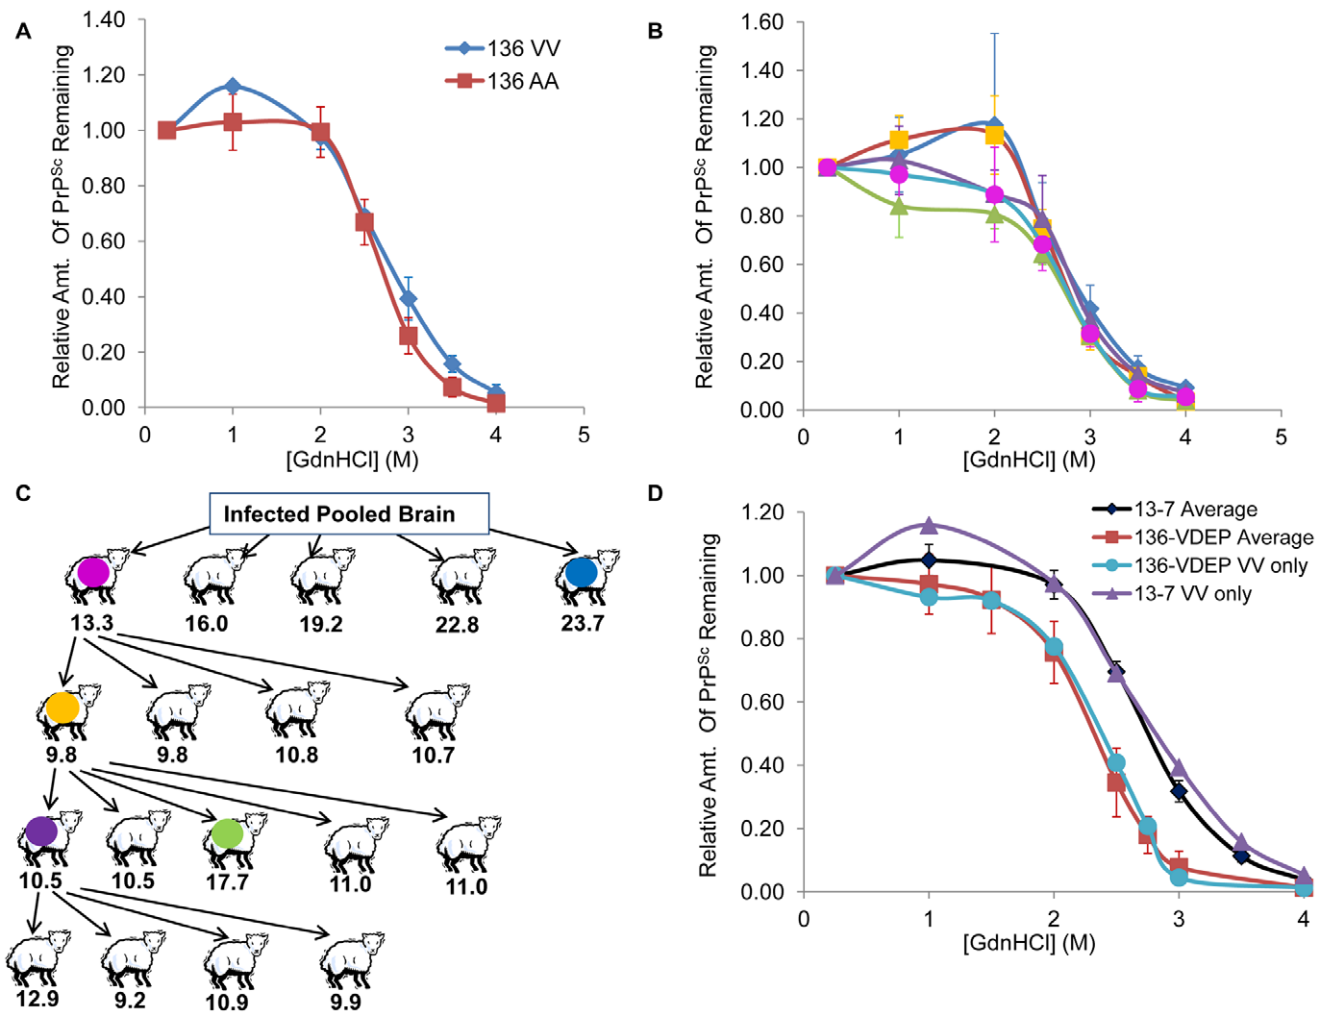 A
Relative Amt. Of PrPSc Remaining
1.40
1.20
1.00
0.80
0.60
0.40
0.20
0.00
0 1 2 3 4 5
[GdnHCl] (M)
136 VV
136 AA
B
Relative Amt. Of PrPSc Remaining
1.60
1.40
1.20
1.00
0.80
0.60
0.40
0.20
0.00
0 1 2 3 4 5
[GdnHCl] (M)
C
Infected Pooled Brain
13.3 16.0 19.2 22.8 23.7
9.8 9.8 10.8 10.7
10.5 10.5 17.7 11.0 11.0
12.9 9.2 10.9 9.9
D
Relative Amt. Of PrPSc Remaining
1.20
1.00
0.80
0.60
0.40
0.20
0.00
0 1 2 3 4
[GdnHCl] (M)
13-7 Average
136-VDEP Average
136-VDEP VV only
13-7 VV only